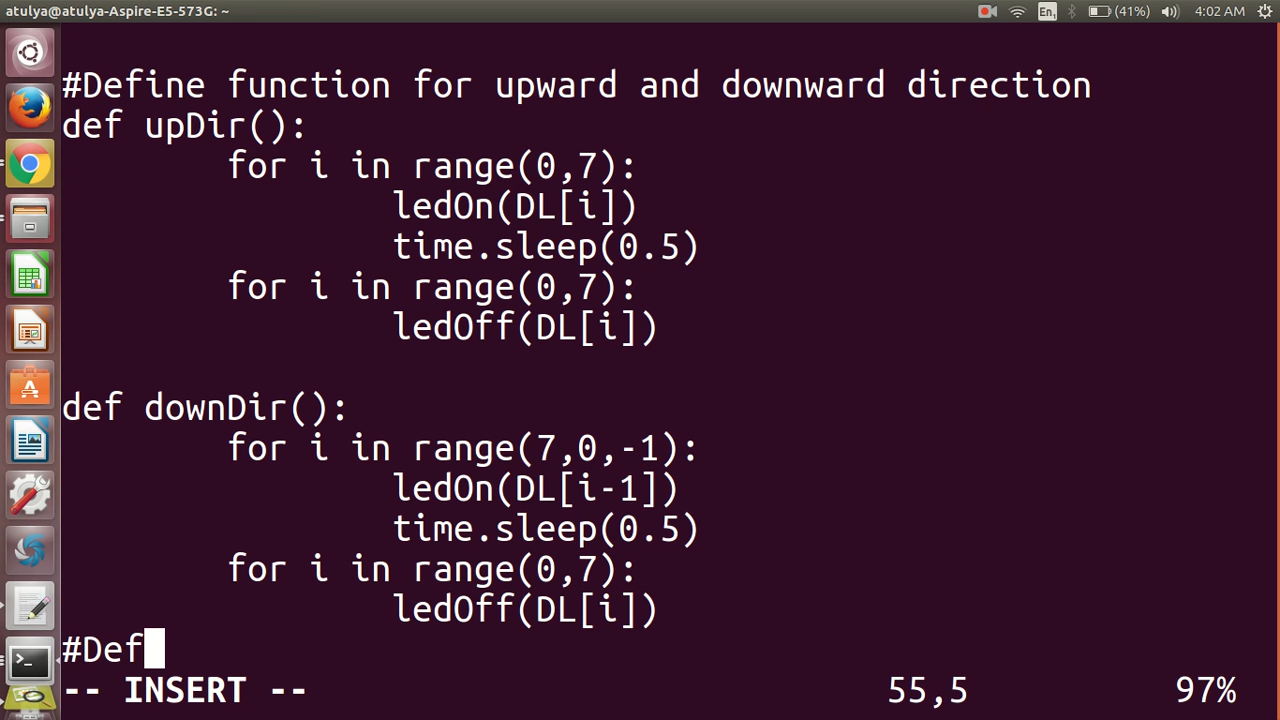 atulya@atulya-Aspire-E5-573G: ~
En1 (41%) 4:02 AM
#Define function for upward and downward direction
def upDir():
for i in range(0,7):
ledOn(DL[i])
time.sleep(0.5)
for i in range(0,7):
ledOff(DL[i])
def downDir():
for i in range(7,0,-1):
ledOn(DL[i-1])
time.sleep(0.5)
for i in range(0,7):
ledOff(DL[i])
#Def
-- INSERT -- 55,5 97%